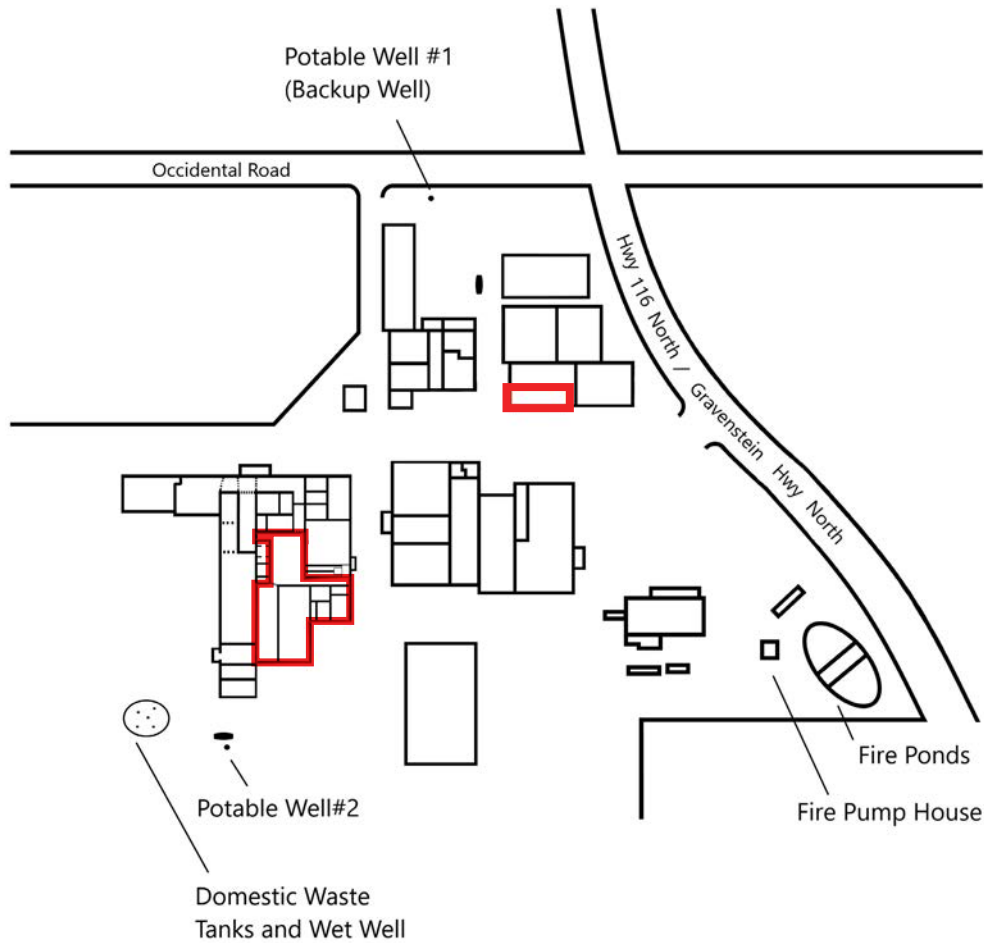 Potable Well #1
(Backup Well)
Occidental Road
Hwy 116 North / Gravenstein Hwy North
Fire Ponds
Potable Well#2
Fire Pump House
Domestic Waste
Tanks and Wet Well